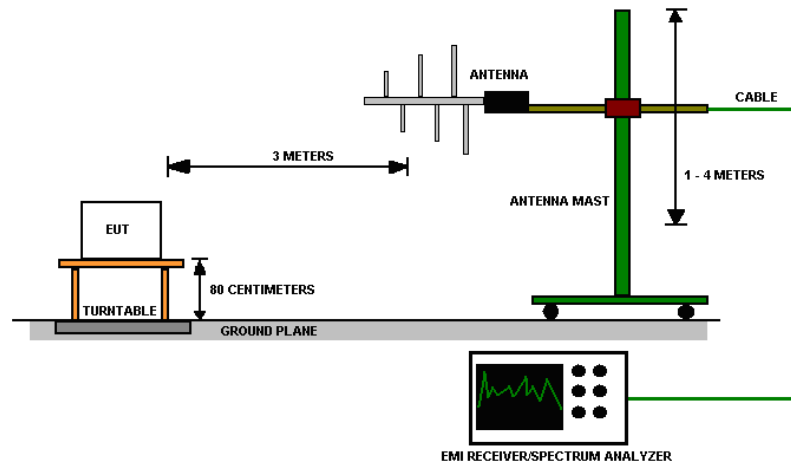 ANTENNA
CABLE
3 METERS
1 - 4 METERS
ANTENNA MAST
EUT
80 CENTIMETERS
TURNTABLE
GROUND PLANE
EMI RECEIVER/SPECTRUM ANALYZER